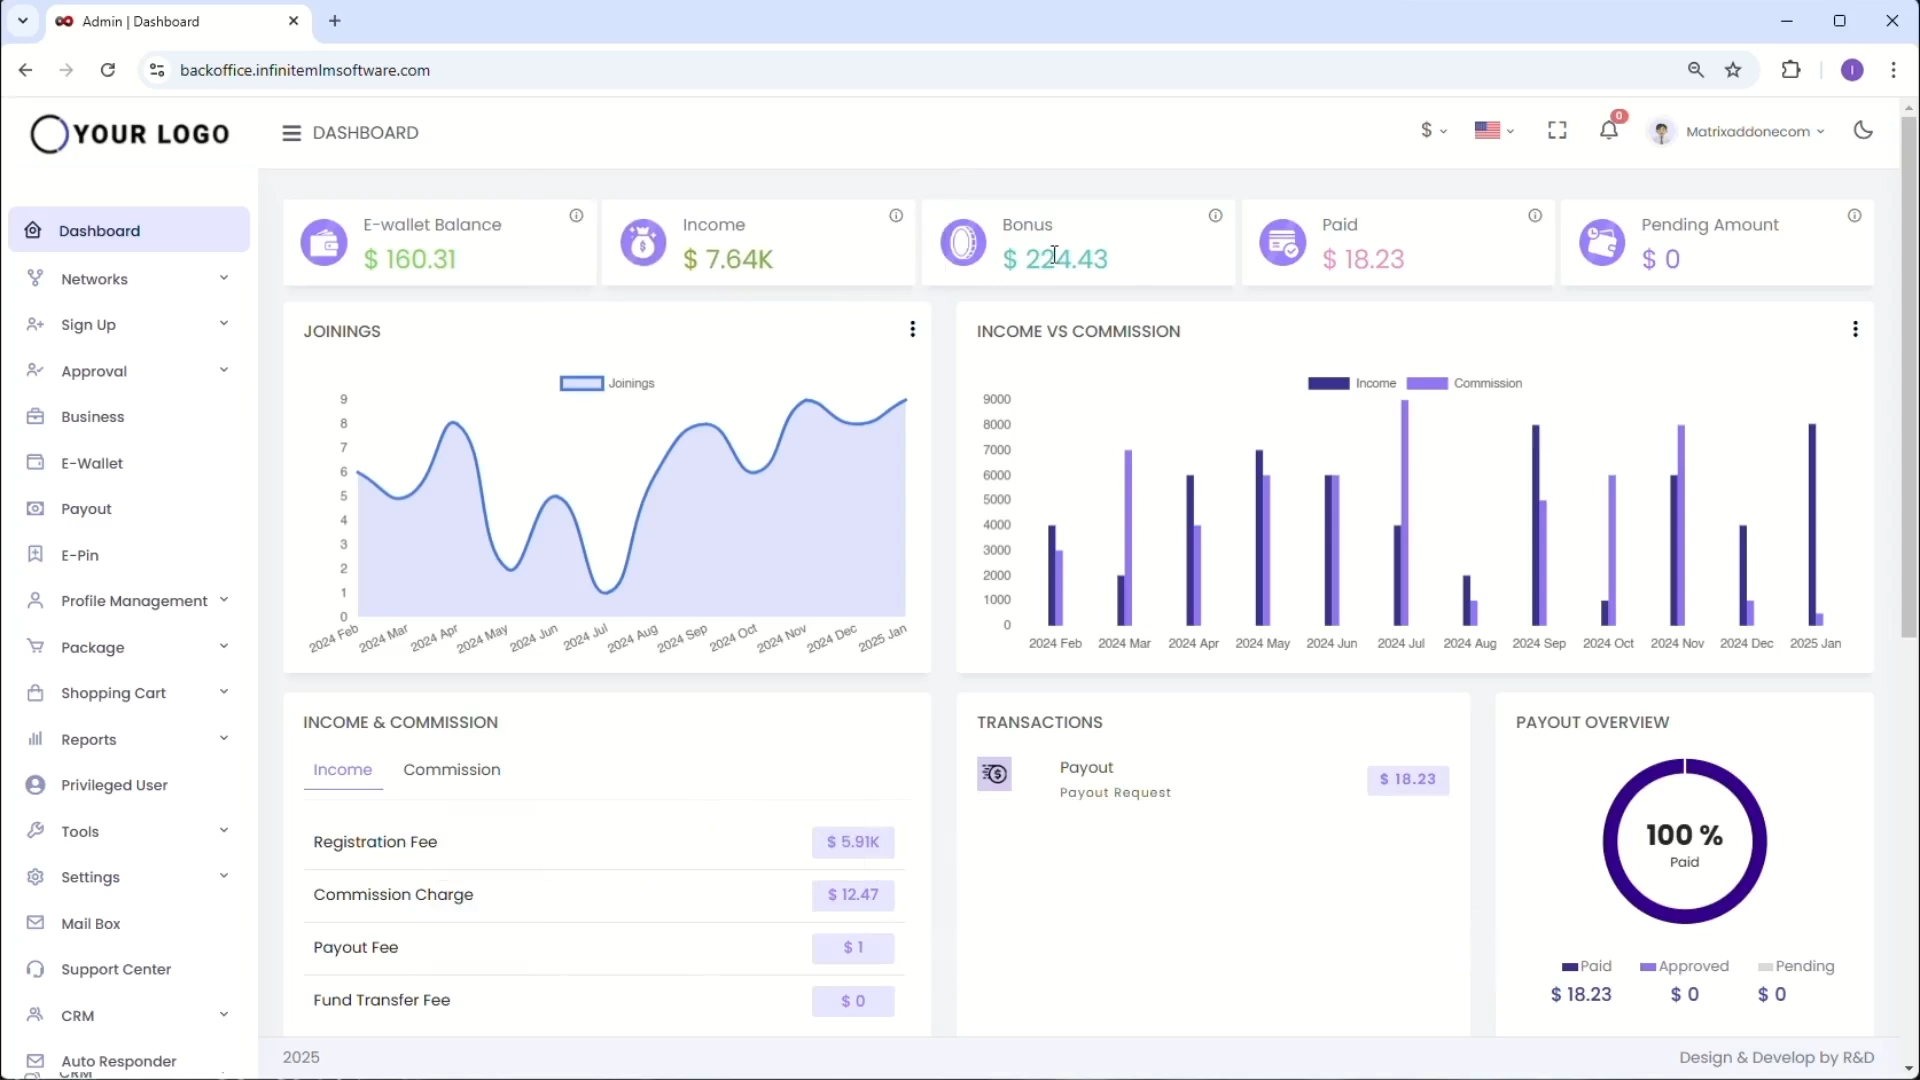 Admin | Dashboard
backoffice.infinitemlmsoftware.com
I
YOUR LOGO
DASHBOARD
$
0
Matrixaddonecom
Dashboard
Networks
Sign Up
Approval
Business
E-Wallet
Payout
E-Pin
Profile Management
Package
Shopping Cart
Reports
Privileged User
Tools
Settings
Mail Box
Support Center
CRM
Auto Responder
CRM
E-wallet Balance
$ 160.31
Income
$ 7.64K
Bonus
$ 224.43
Paid
$ 18.23
Pending Amount
$ 0
JOININGS
Joinings
9
8
7
6
5
4
3
2
1
0
2024 Feb
2024 Mar
2024 Apr
2024 May
2024 Jun
2024 Jul
2024 Aug
2024 Sep
2024 Oct
2024 Nov
2024 Dec
2025 Jan
INCOME VS COMMISSION
Income
Commission
9000
8000
7000
6000
5000
4000
3000
2000
1000
0
2024 Feb
2024 Mar
2024 Apr
2024 May
2024 Jun
2024 Jul
2024 Aug
2024 Sep
2024 Oct
2024 Nov
2024 Dec
2025 Jan
INCOME & COMMISSION
Income
Commission
Registration Fee
$ 5.91K
Commission Charge
$ 12.47
Payout Fee
$ 1
Fund Transfer Fee
$ 0
TRANSACTIONS
Payout
Payout Request
$ 18.23
PAYOUT OVERVIEW
100 %
Paid
Paid
Approved
Pending
$ 18.23
$ 0
$ 0
2025
Design & Develop by R&D